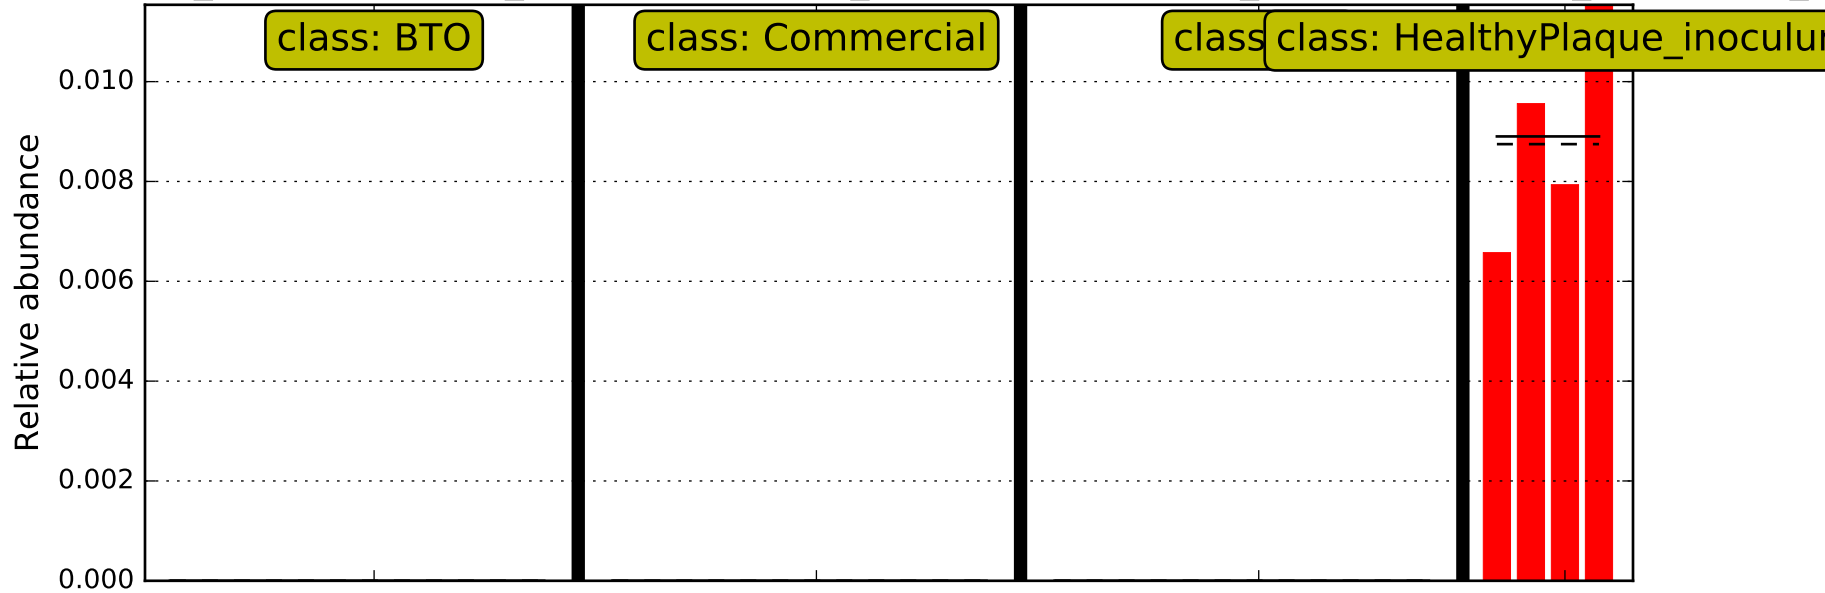 class: BTO
class: Commercial
class
class: HealthyPlaque_inoculu
0.010
0.008
0.006
0.004
0.002
0.000
Relative abundance